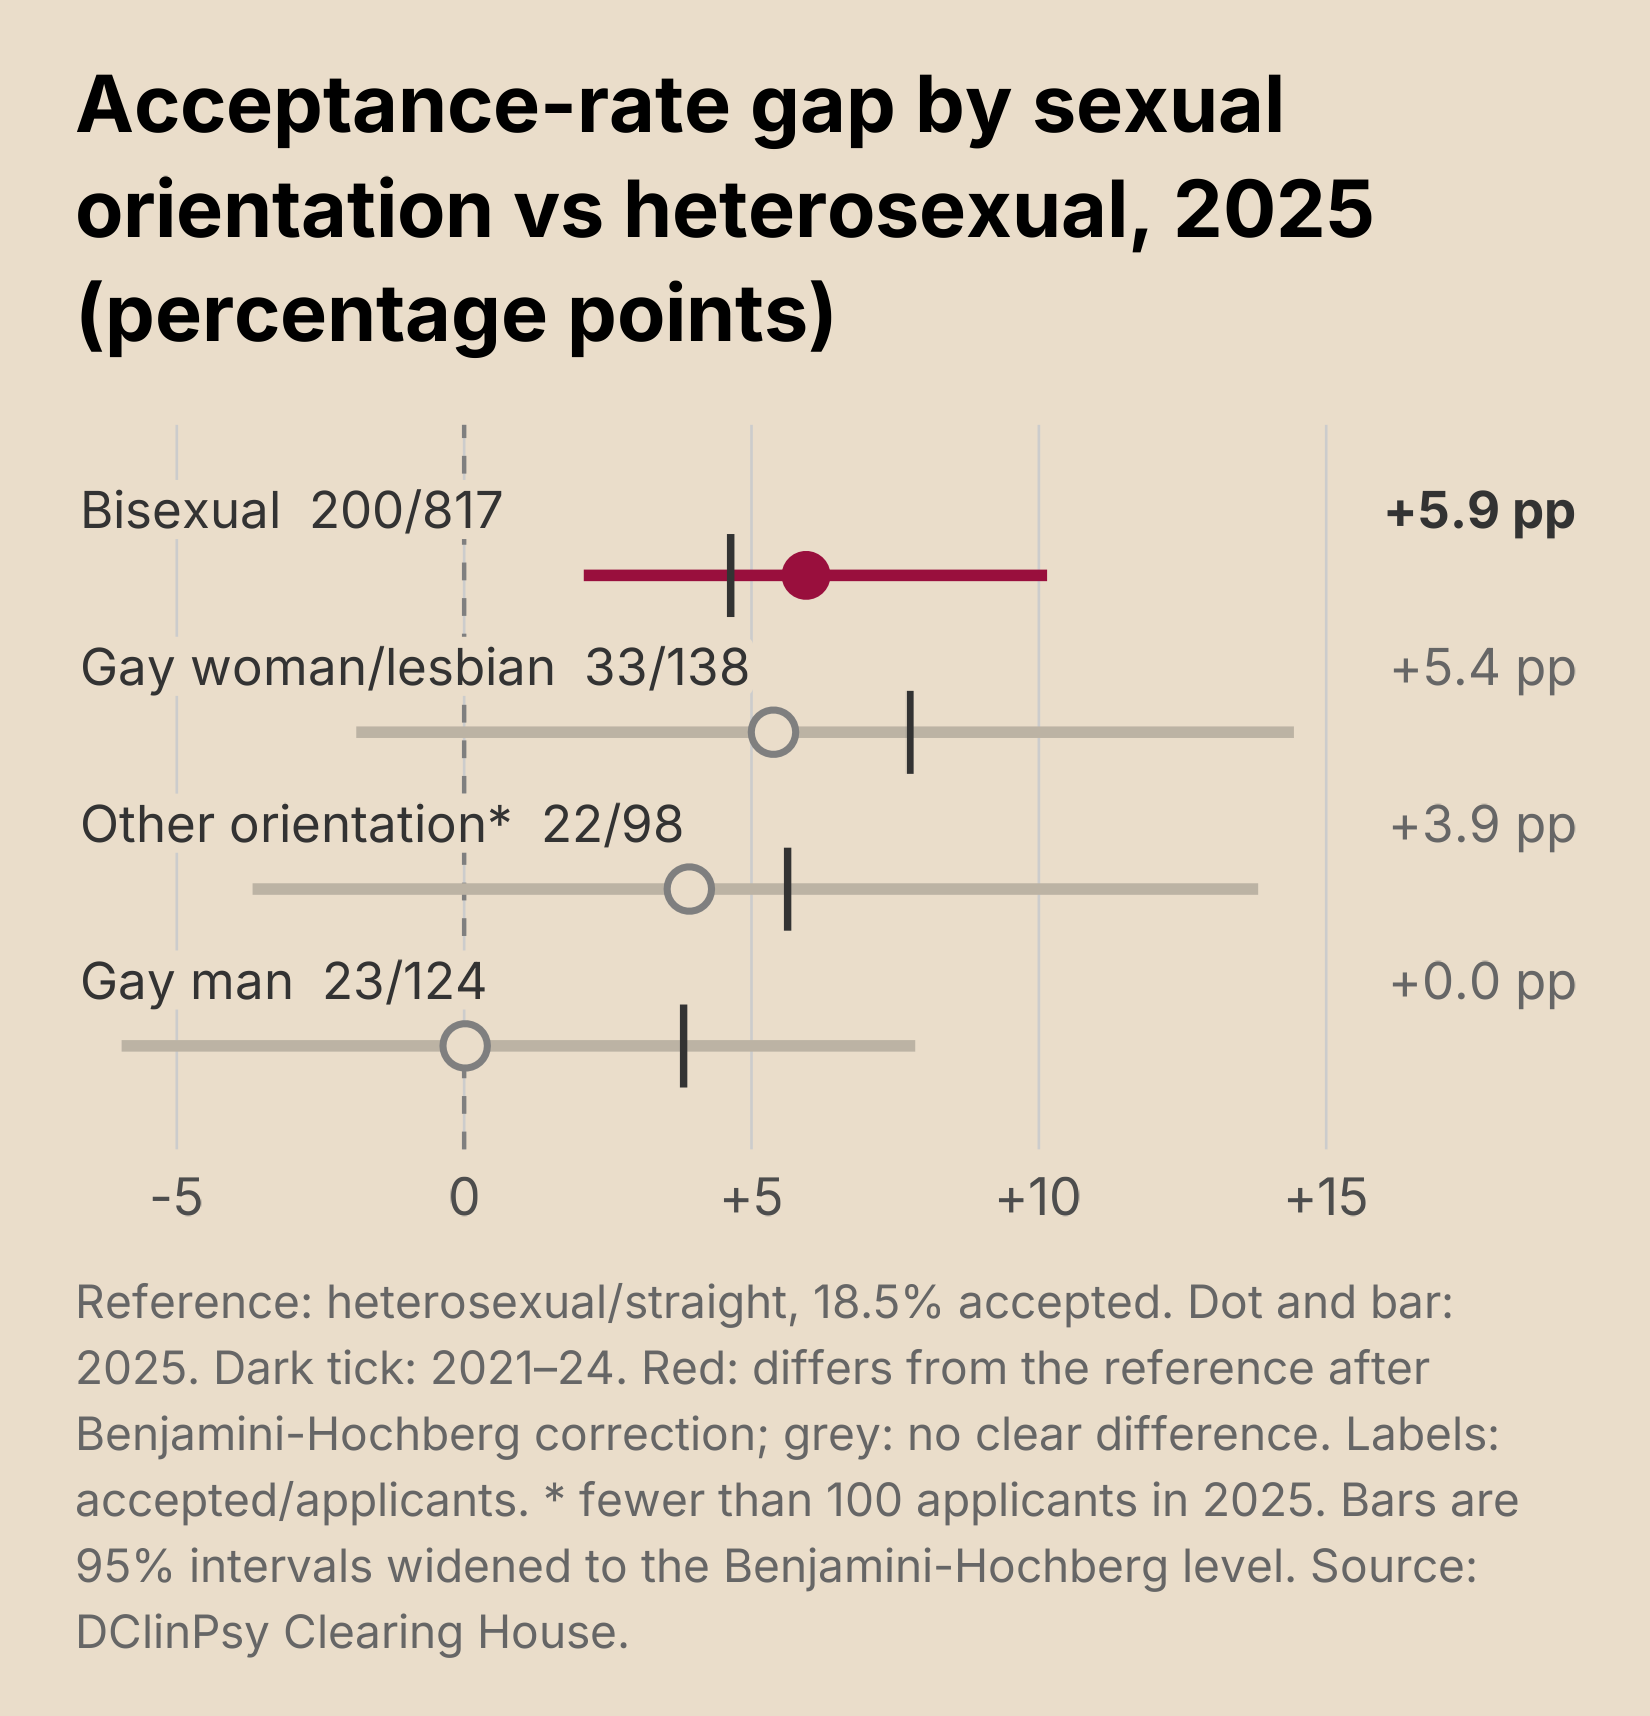 Acceptance-rate gap by sexual
orientation vs heterosexual, 2025
(percentage points)
Bisexual 200/817 +5.9 pp
Gay woman/lesbian 33/138 +5.4 pp
Other orientation* 22/98 +3.9 pp
Gay man 23/124 +0.0 pp
-5 0 +5 +10 +15
Reference: heterosexual/straight, 18.5% accepted. Dot and bar:
2025. Dark tick: 2021–24. Red: differs from the reference after
Benjamini-Hochberg correction; grey: no clear difference. Labels:
accepted/applicants. * fewer than 100 applicants in 2025. Bars are
95% intervals widened to the Benjamini-Hochberg level. Source:
DClinPsy Clearing House.